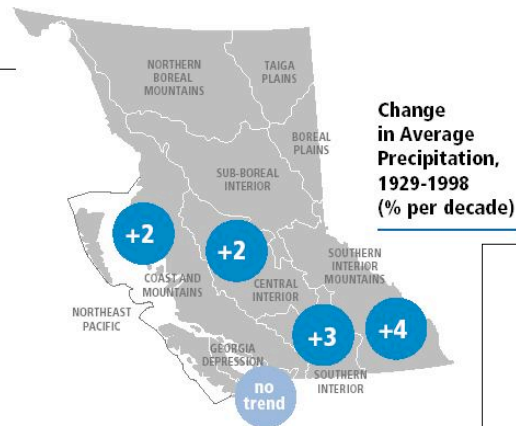 NORTHERN
BOREAL
MOUNTAINS
TAIGA
PLAINS
Change
in Average
Precipitation,
1929-1998
(% per decade)
BOREAL
PLAINS
SUB-BOREAL
INTERIOR
+2
+2
SOUTHERN
INTERIOR
MOUNTAINS
COAST AND
MOUNTAINS
CENTRAL
INTERIOR
NORTHEAST
PACIFIC
+3
+4
GEORGIA
DEPRESSION
SOUTHERN
INTERIOR
no
trend